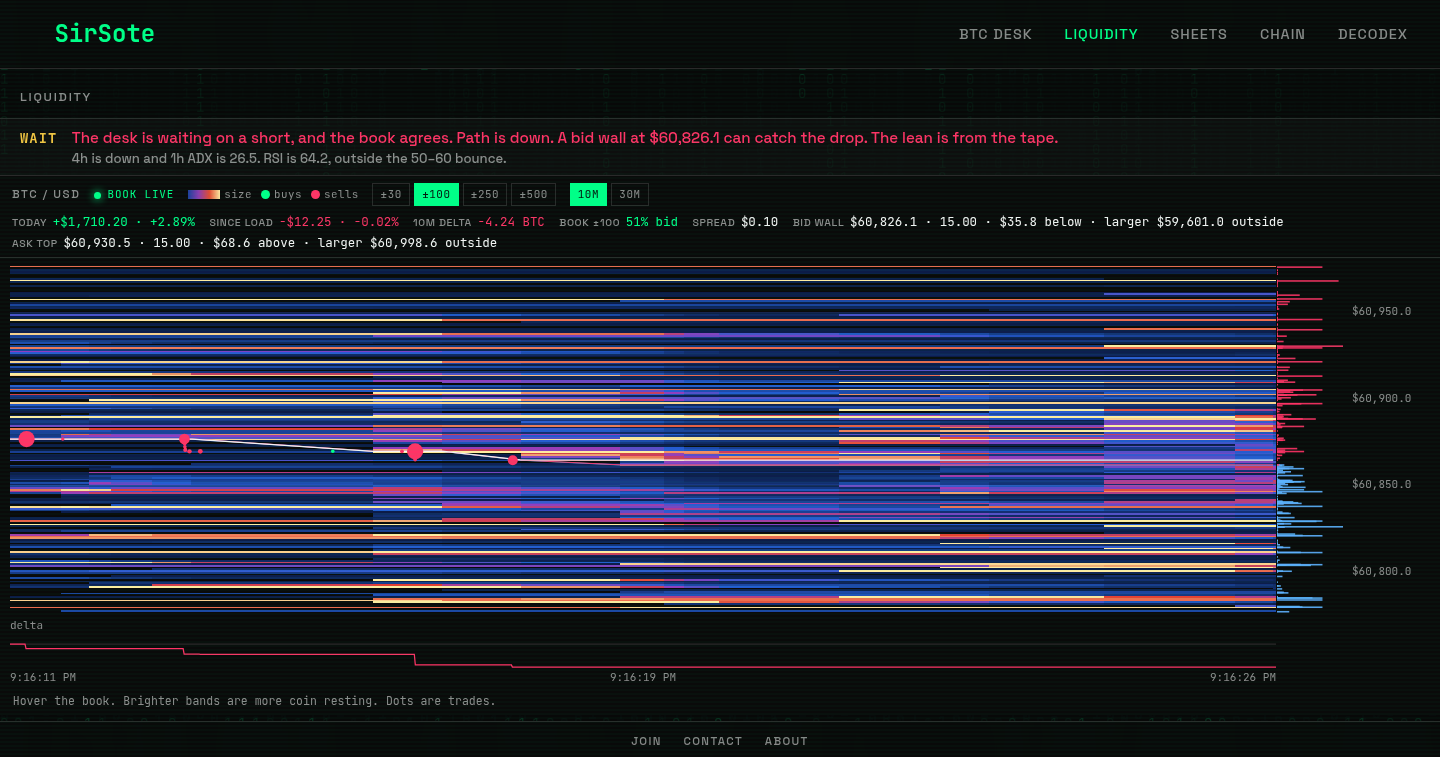 SirSote
BTC DESK LIQUIDITY SHEETS CHAIN DECODEX
LIQUIDITY
WAIT The desk is waiting on a short, and the book agrees. Path is down. A bid wall at $60,826.1 can catch the drop. The lean is from the tape.
4h is down and 1h ADX is 26.5. RSI is 64.2, outside the 50–60 bounce.
BTC / USD BOOK LIVE size buys sells ±30 ±100 ±250 ±500 10M 30M
TODAY +$1,710.20 · +2.89% SINCE LOAD -$12.25 · -0.02% 10M DELTA -4.24 BTC BOOK ±100 51% bid SPREAD $0.10 BID WALL $60,826.1 · 15.00 · $35.8 below · larger $59,601.0 outside
ASK TOP $60,930.5 · 15.00 · $68.6 above · larger $60,998.6 outside
$60,950.0
$60,900.0
$60,850.0
$60,800.0
delta
9:16:11 PM 9:16:19 PM 9:16:26 PM
Hover the book. Brighter bands are more coin resting. Dots are trades.
JOIN CONTACT ABOUT